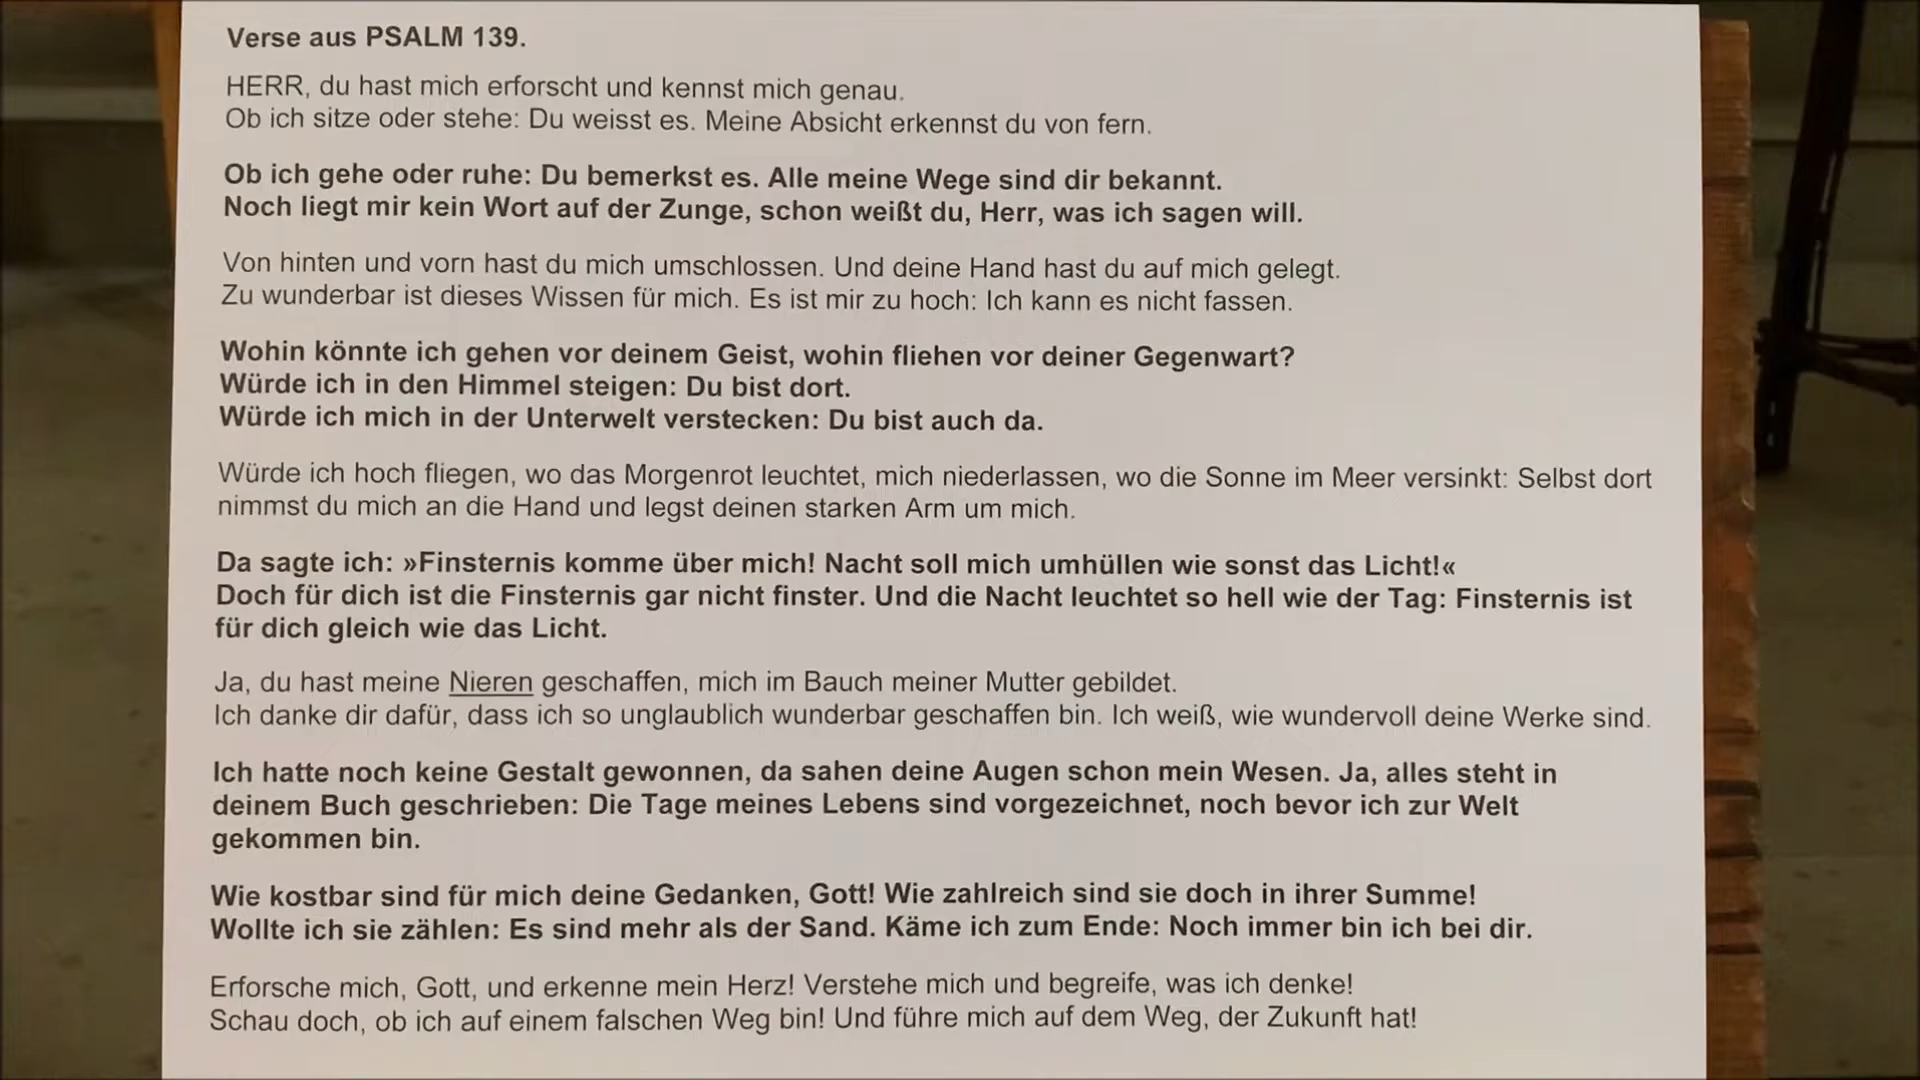 Verse aus PSALM 139.
HERR, du hast mich erforscht und kennst mich genau.
Ob ich sitze oder stehe: Du weisst es. Meine Absicht erkennst du von fern.
Ob ich gehe oder ruhe: Du bemerkst es. Alle meine Wege sind dir bekannt.
Noch liegt mir kein Wort auf der Zunge, schon weißt du, Herr, was ich sagen will.
Von hinten und vorn hast du mich umschlossen. Und deine Hand hast du auf mich gelegt.
Zu wunderbar ist dieses Wissen für mich. Es ist mir zu hoch: Ich kann es nicht fassen.
Wohin könnte ich gehen vor deinem Geist, wohin fliehen vor deiner Gegenwart?
Würde ich in den Himmel steigen: Du bist dort.
Würde ich mich in der Unterwelt verstecken: Du bist auch da.
Würde ich hoch fliegen, wo das Morgenrot leuchtet, mich niederlassen, wo die Sonne im Meer versinkt: Selbst dort
nimmst du mich an die Hand und legst deinen starken Arm um mich.
Da sagte ich: »Finsternis komme über mich! Nacht soll mich umhüllen wie sonst das Licht!«
Doch für dich ist die Finsternis gar nicht finster. Und die Nacht leuchtet so hell wie der Tag: Finsternis ist
für dich gleich wie das Licht.
Ja, du hast meine Nieren geschaffen, mich im Bauch meiner Mutter gebildet.
Ich danke dir dafür, dass ich so unglaublich wunderbar geschaffen bin. Ich weiß, wie wundervoll deine Werke sind.
Ich hatte noch keine Gestalt gewonnen, da sahen deine Augen schon mein Wesen. Ja, alles steht in
deinem Buch geschrieben: Die Tage meines Lebens sind vorgezeichnet, noch bevor ich zur Welt
gekommen bin.
Wie kostbar sind für mich deine Gedanken, Gott! Wie zahlreich sind sie doch in ihrer Summe!
Wollte ich sie zählen: Es sind mehr als der Sand. Käme ich zum Ende: Noch immer bin ich bei dir.
Erforsche mich, Gott, und erkenne mein Herz! Verstehe mich und begreife, was ich denke!
Schau doch, ob ich auf einem falschen Weg bin! Und führe mich auf dem Weg, der Zukunft hat!